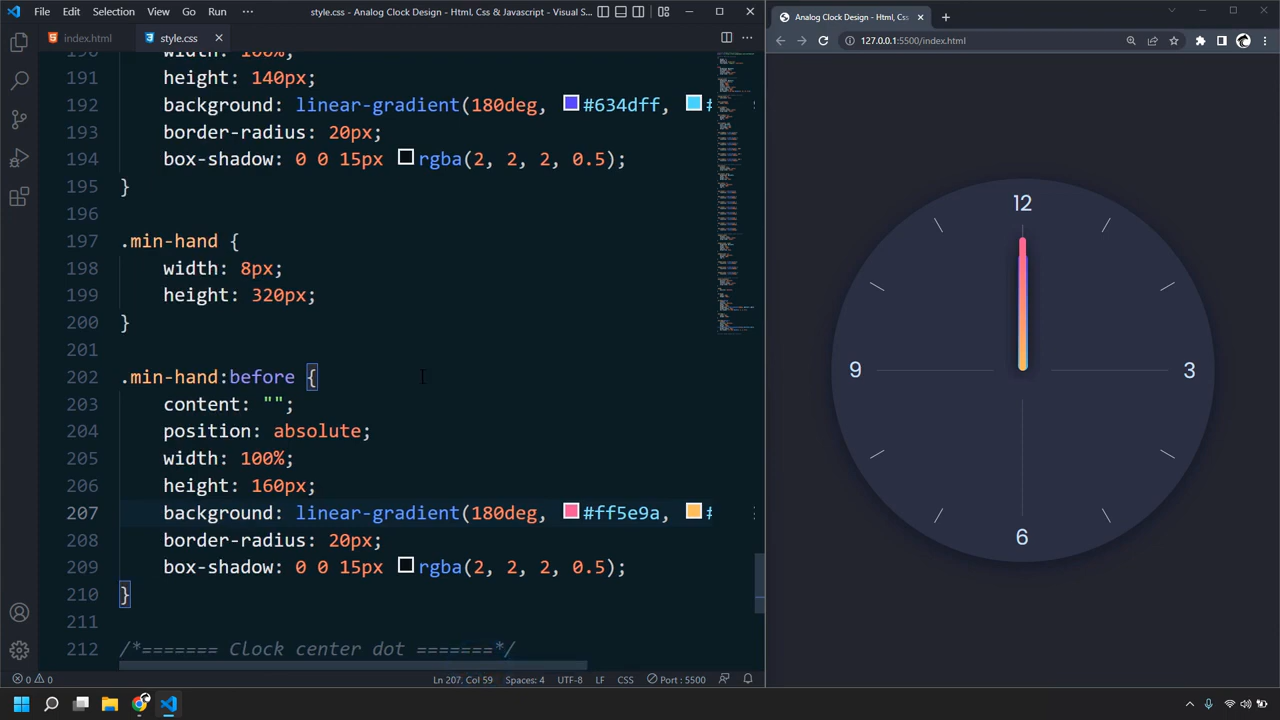 File Edit Selection View Go Run ··· style.css - Analog Clock Design - Html, Css & Javascript - Visual S...
index.html style.css
191 height: 140px;
192 background: linear-gradient(180deg, #634dff, #
193 border-radius: 20px;
194 box-shadow: 0 0 15px rgba(2, 2, 2, 0.5);
195 }
196
197 .min-hand {
198 width: 8px;
199 height: 320px;
200 }
201
202 .min-hand:before {
203 content: "";
204 position: absolute;
205 width: 100%;
206 height: 160px;
207 background: linear-gradient(180deg, #ff5e9a, #
208 border-radius: 20px;
209 box-shadow: 0 0 15px rgba(2, 2, 2, 0.5);
210 }
211
212 /*======= Clock center dot =======*/
0 0 Ln 207, Col 59 Spaces: 4 UTF-8 LF CSS Port : 5500
Analog Clock Design - Html, Css
127.0.0.1:5500/index.html
12
9 3
6